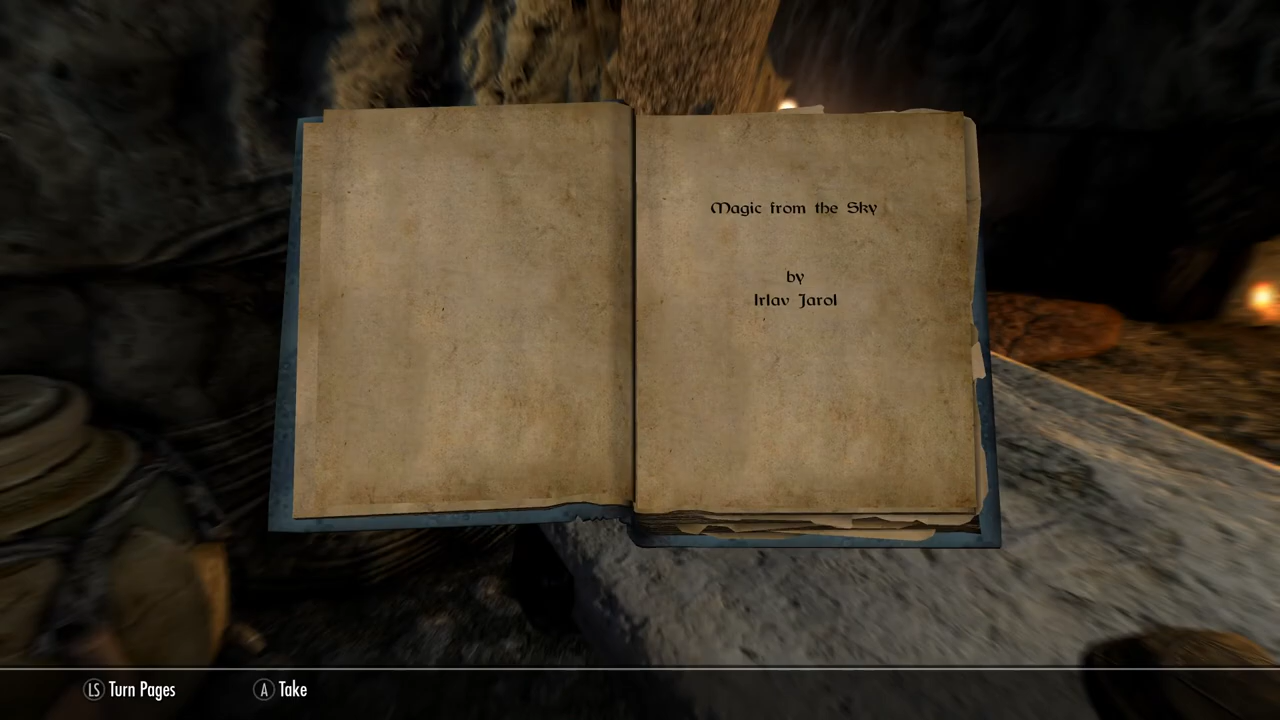 Magic from the Sky
by
Irlav Jarol
LS Turn Pages
A Take